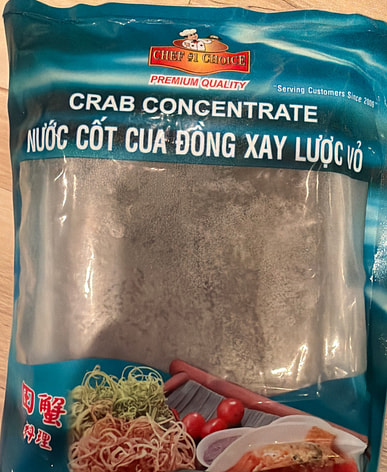 CHEF #1 CHOICE
PREMIUM QUALITY
"Serving Customers Since 2000"
CRAB CONCENTRATE
NƯỚC CỐT CUA ĐỒNG XAY LƯỢC VỎ
田蟹
料理